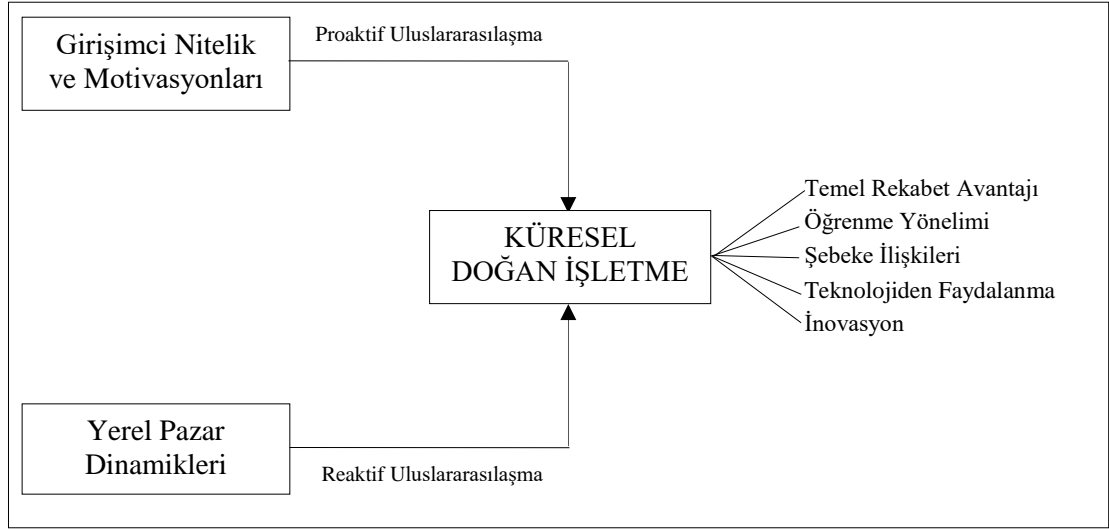 Girişimci Nitelik
ve Motivasyonları
Proaktif Uluslararasılaşma
KÜRESEL
DOĞAN İŞLETME
Temel Rekabet Avantajı
Öğrenme Yönelimi
Şebeke İlişkileri
Teknolojiden Faydalanma
İnovasyon
Yerel Pazar
Dinamikleri
Reaktif Uluslararasılaşma